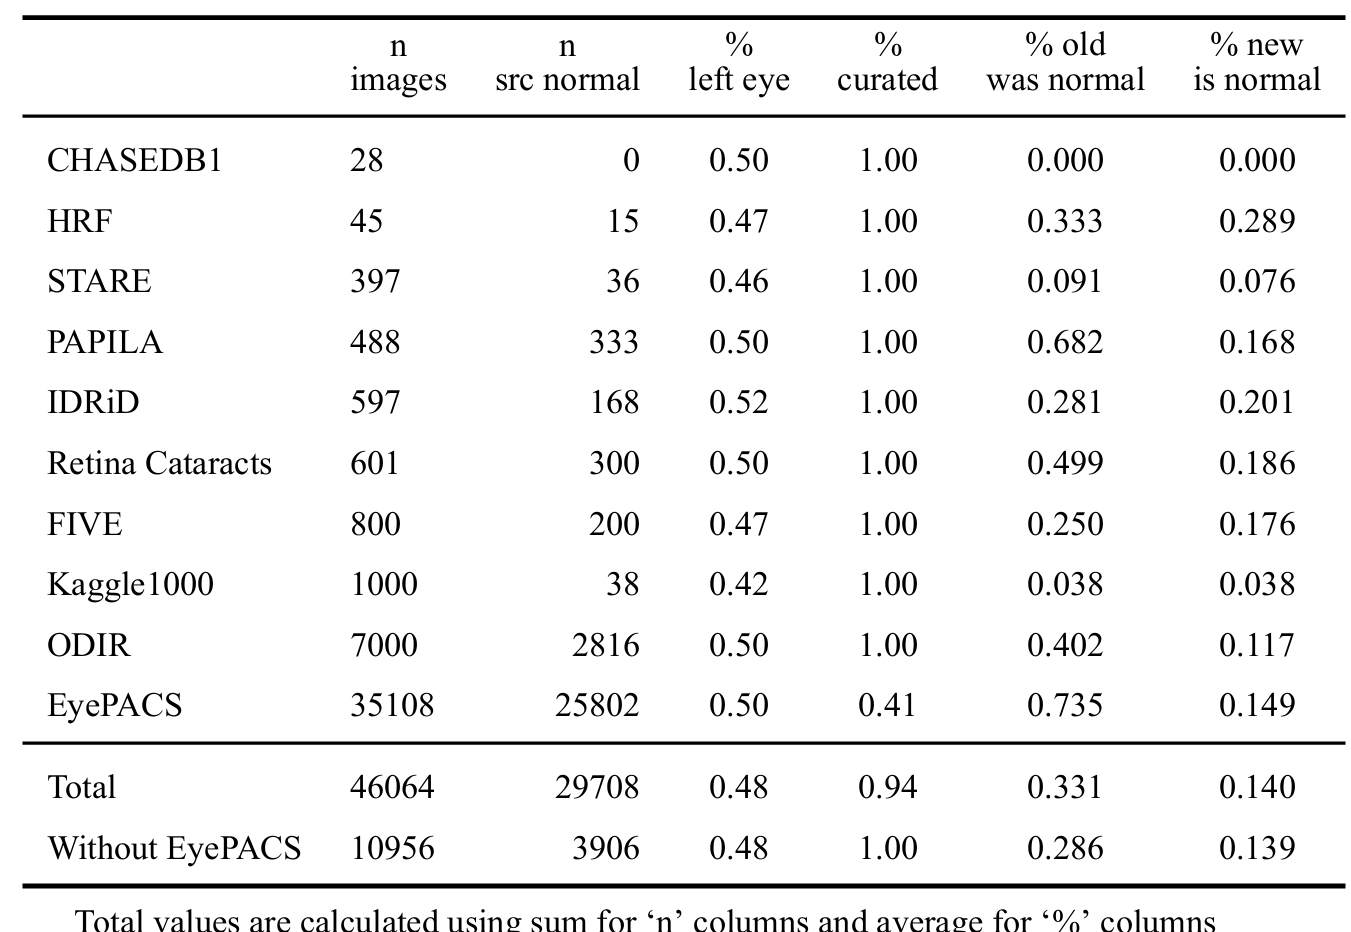 n n % % % old % new
images src normal left eye curated was normal is normal
CHASEDB1 28 0 0.50 1.00 0.000 0.000
HRF 45 15 0.47 1.00 0.333 0.289
STARE 397 36 0.46 1.00 0.091 0.076
PAPILA 488 333 0.50 1.00 0.682 0.168
IDRiD 597 168 0.52 1.00 0.281 0.201
Retina Cataracts 601 300 0.50 1.00 0.499 0.186
FIVE 800 200 0.47 1.00 0.250 0.176
Kaggle1000 1000 38 0.42 1.00 0.038 0.038
ODIR 7000 2816 0.50 1.00 0.402 0.117
EyePACS 35108 25802 0.50 0.41 0.735 0.149
Total 46064 29708 0.48 0.94 0.331 0.140
Without EyePACS 10956 3906 0.48 1.00 0.286 0.139
Total values are calculated using sum for ‘n’ columns and average for ‘%’ columns